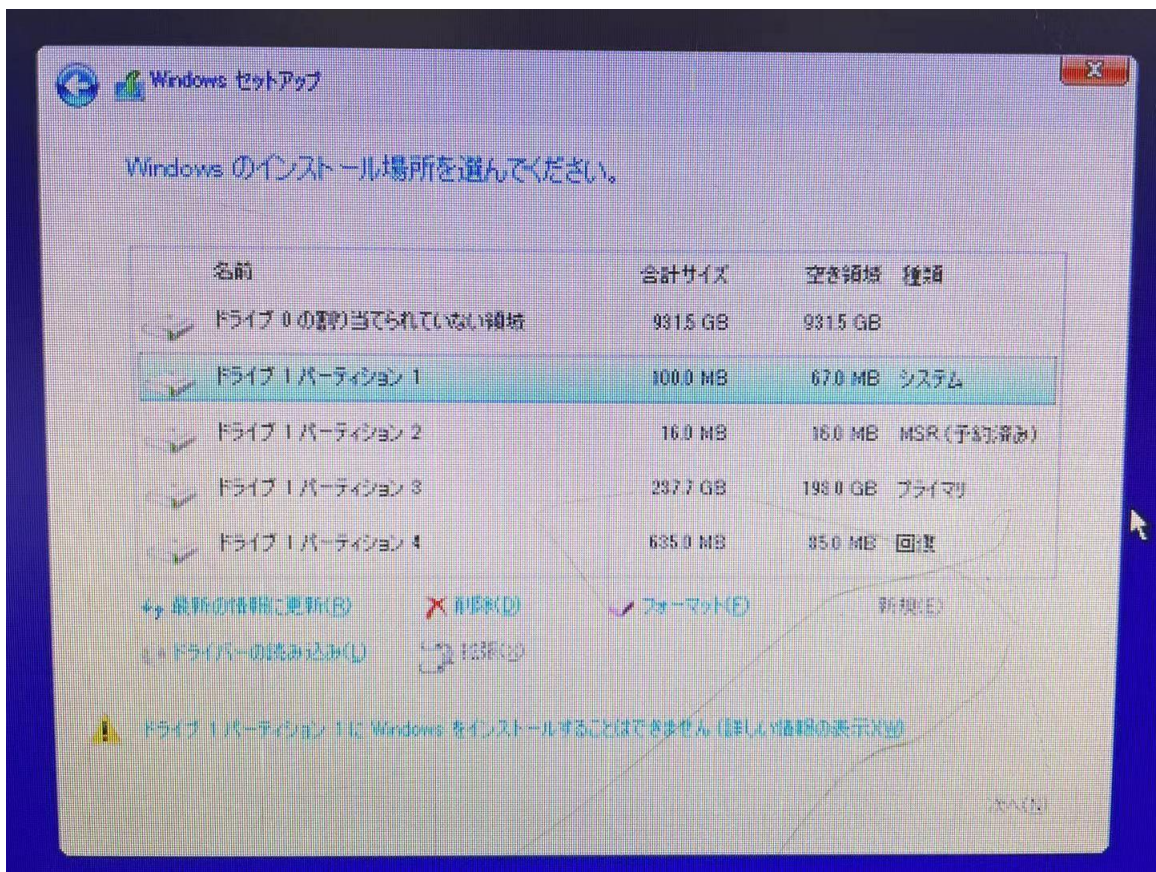 Windows セットアップ
Windows のインストール場所を選んでください。
名前 合計サイズ 空き領域 種類
ドライブ 0 の割り当てられていない領域 931.5 GB 931.5 GB
ドライブ 1 パーティション 1 100.0 MB 67.0 MB システム
ドライブ 1 パーティション 2 16.0 MB 16.0 MB MSR (予約済み)
ドライブ 1 パーティション 3 237.7 GB 198.0 GB プライマリ
ドライブ 1 パーティション 4 635.0 MB 85.0 MB 回復
最新の情報に更新(R) 削除(D) フォーマット(F) 新規(E)
ドライバーの読み込み(L) 拡張(X)
ドライブ 1 パーティション 1 に Windows をインストールすることはできません (詳しい情報の表示)(W)
次へ(N)